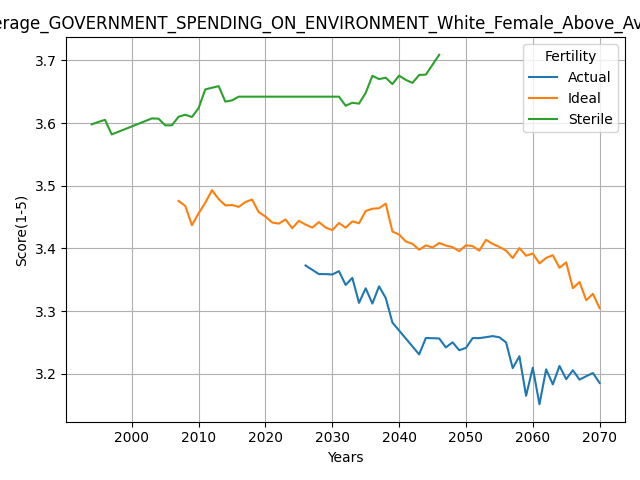 erage_GOVERNMENT_SPENDING_ON_ENVIRONMENT_White_Female_Above_Av
Fertility
Actual
Ideal
Sterile
Score(1-5)
3.7
3.6
3.5
3.4
3.3
3.2
2000 2010 2020 2030 2040 2050 2060 2070
Years